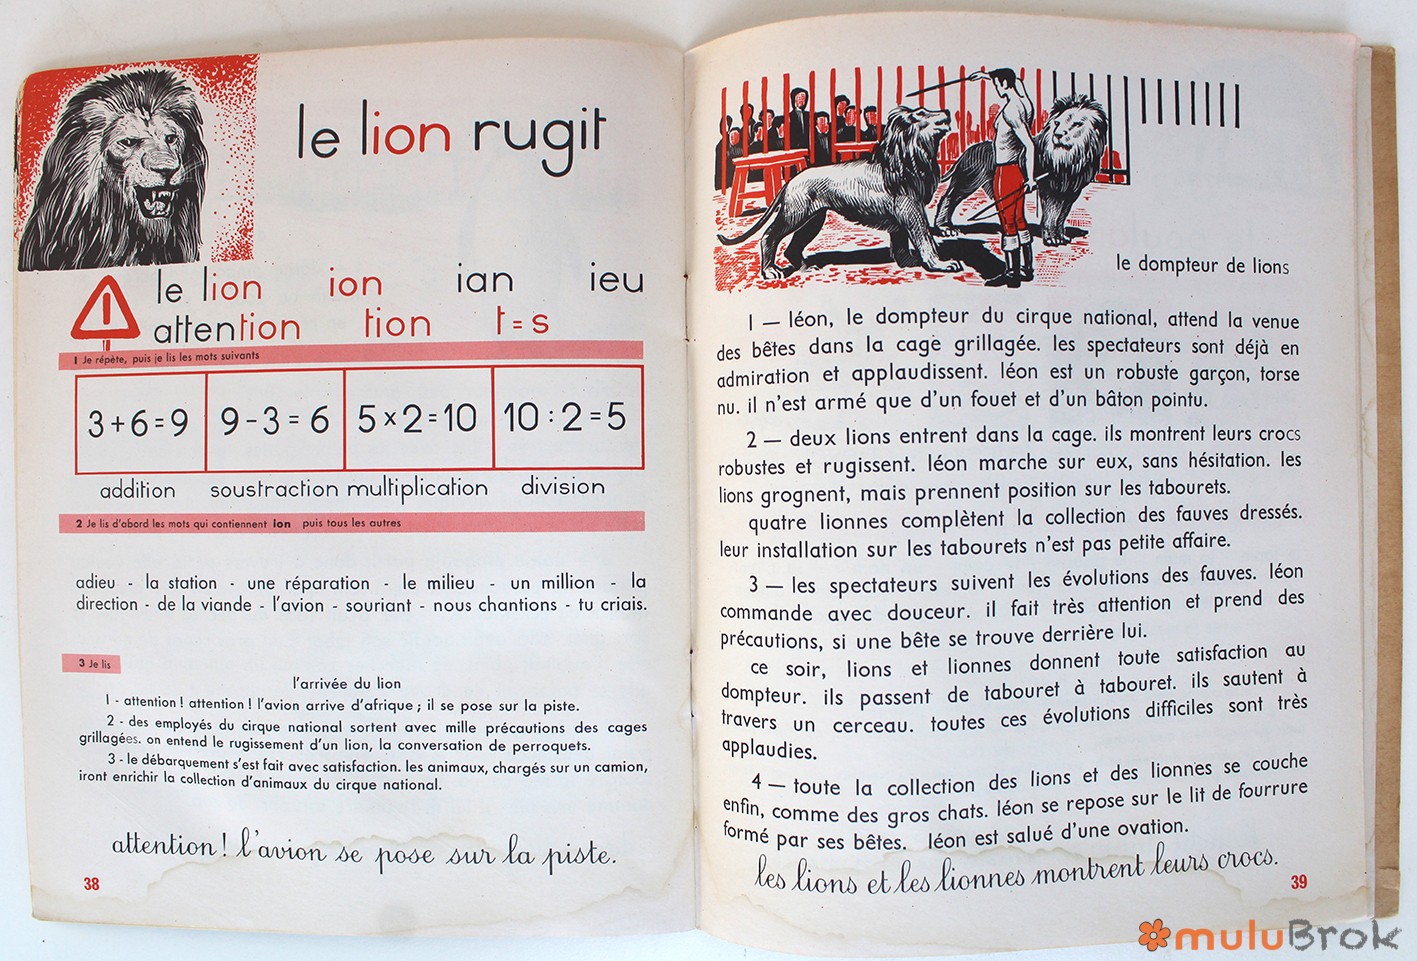 le lion rugit
le lion ion ian ieu
attention tion t = s
1 Je répète, puis je lis les mots suivants
3+6=9 9-3=6 5×2=10 10:2=5
addition soustraction multiplication division
2 Je lis d'abord les mots qui contiennent ion puis tous les autres
adieu - la station - une réparation - le milieu - un million - la
direction - de la viande - l'avion - souriant - nous chantions - tu criais.
3 Je lis
l'arrivée du lion
1 - attention ! attention ! l'avion arrive d'afrique ; il se pose sur la piste.
2 - des employés du cirque national sortent avec mille précautions des cages
grillagées. on entend le rugissement d'un lion, la conversation de perroquets.
3 - le débarquement s'est fait avec satisfaction. les animaux, chargés sur un camion,
iront enrichir la collection d'animaux du cirque national.
attention ! l'avion se pose sur la piste.
38
le dompteur de lions
1 — léon, le dompteur du cirque national, attend la venue
des bêtes dans la cage grillagée. les spectateurs sont déjà en
admiration et applaudissent. léon est un robuste garçon, torse
nu. il n'est armé que d'un fouet et d'un bâton pointu.
2 — deux lions entrent dans la cage. ils montrent leurs crocs
robustes et rugissent. léon marche sur eux, sans hésitation. les
lions grognent, mais prennent position sur les tabourets.
quatre lionnes complètent la collection des fauves dressés.
leur installation sur les tabourets n'est pas petite affaire.
3 — les spectateurs suivent les évolutions des fauves. léon
commande avec douceur. il fait très attention et prend des
précautions, si une bête se trouve derrière lui.
ce soir, lions et lionnes donnent toute satisfaction au
dompteur. ils passent de tabouret à tabouret. ils sautent à
travers un cerceau. toutes ces évolutions difficiles sont très
applaudies.
4 — toute la collection des lions et des lionnes se couche
enfin, comme des gros chats. léon se repose sur le lit de fourrure
formé par ses bêtes. léon est salué d'une ovation.
les lions et les lionnes montrent leurs crocs.
39
muluBrok